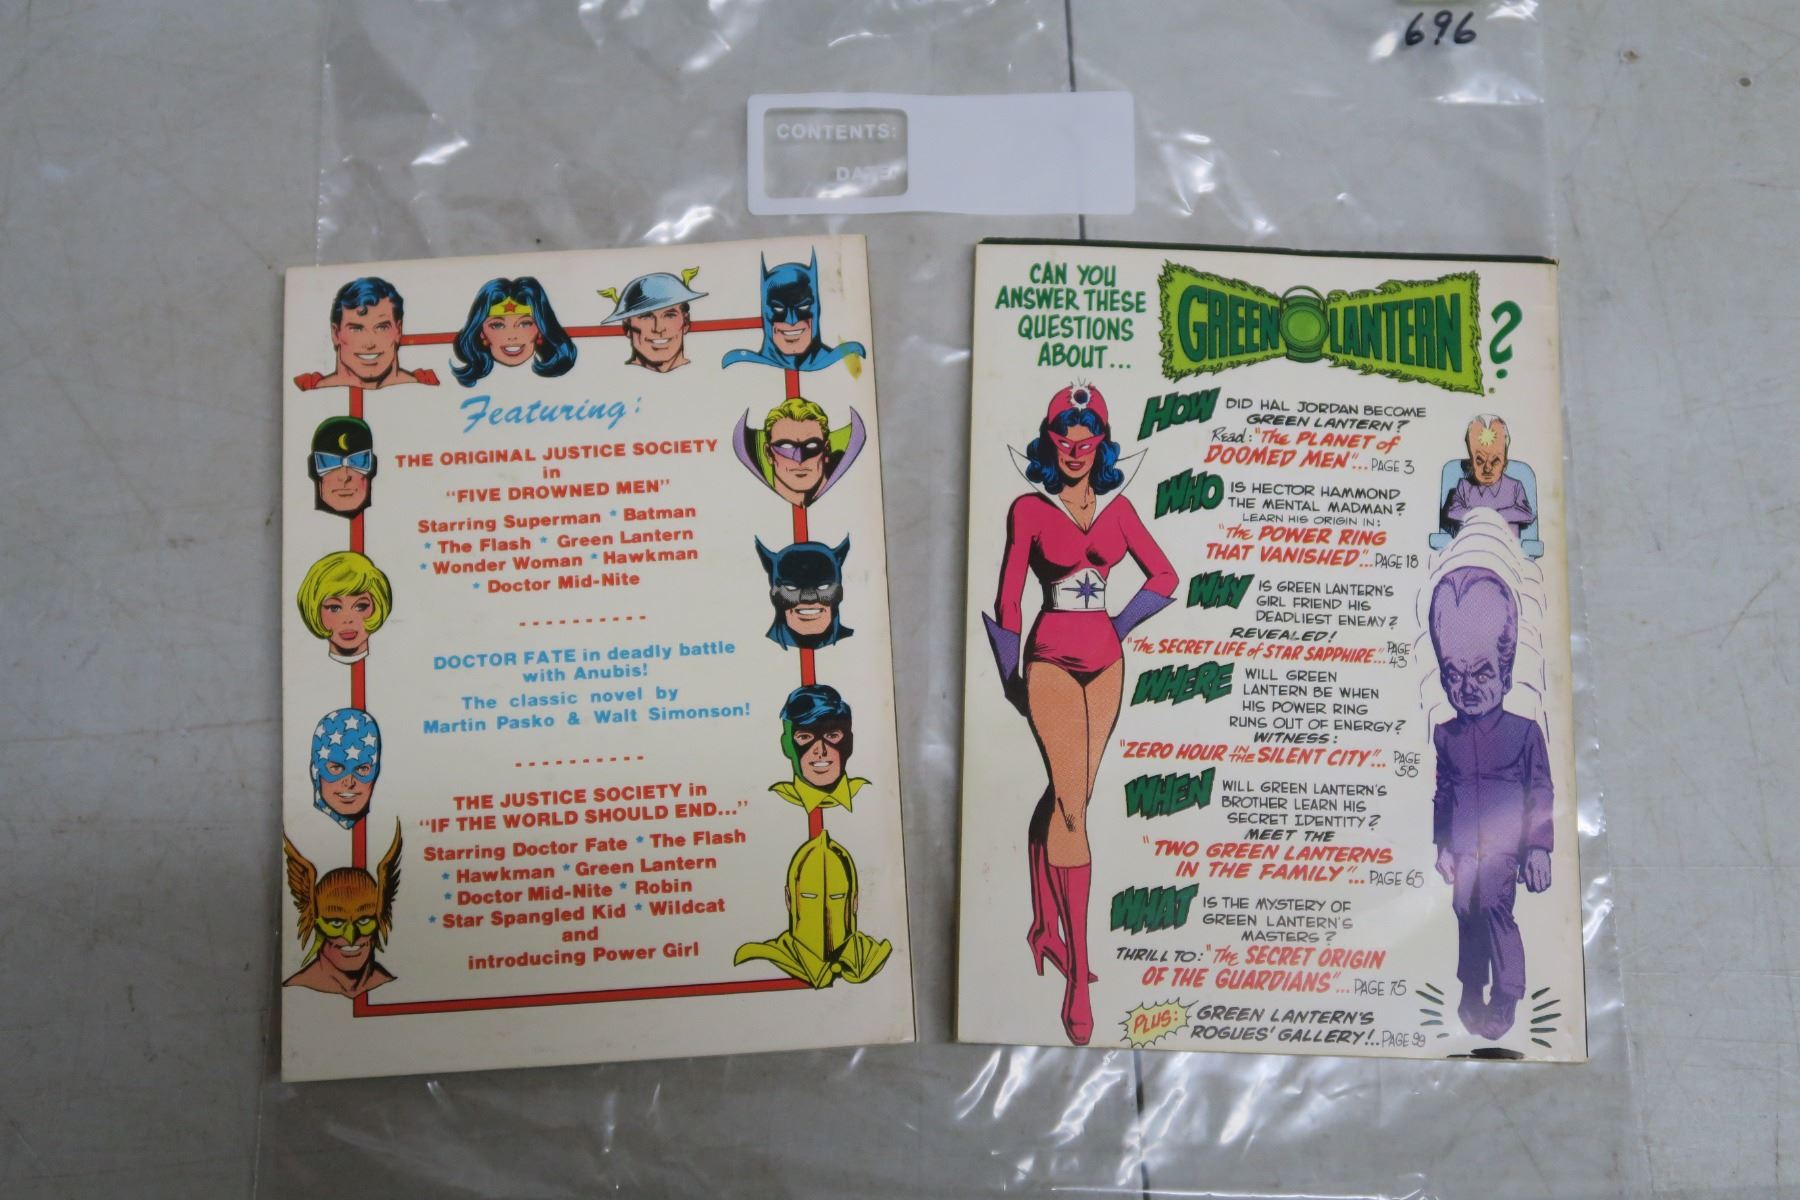 696
CONTENTS:
DATE:
Featuring:
THE ORIGINAL JUSTICE SOCIETY
in
"FIVE DROWNED MEN"
Starring Superman * Batman
* The Flash * Green Lantern
* Wonder Woman * Hawkman
* Doctor Mid-Nite
DOCTOR FATE in deadly battle
with Anubis!
The classic novel by
Martin Pasko & Walt Simonson!
THE JUSTICE SOCIETY in
"IF THE WORLD SHOULD END..."
Starring Doctor Fate * The Flash
* Hawkman * Green Lantern
* Doctor Mid-Nite * Robin
* Star Spangled Kid * Wildcat
and
introducing Power Girl
CAN YOU
ANSWER THESE
QUESTIONS
ABOUT...
GREEN LANTERN ?
HOW DID HAL JORDAN BECOME
GREEN LANTERN?
Read: "The PLANET of
DOOMED MEN"... PAGE 3
WHO IS HECTOR HAMMOND
THE MENTAL MADMAN?
LEARN HIS ORIGIN IN:
"The POWER RING
THAT VANISHED"... PAGE 18
WHY IS GREEN LANTERN'S
GIRL FRIEND HIS
DEADLIEST ENEMY?
REVEALED!
"The SECRET LIFE of STAR SAPPHIRE"... PAGE
43
WHERE WILL GREEN
LANTERN BE WHEN
HIS POWER RING
RUNS OUT OF ENERGY?
WITNESS:
"ZERO HOUR IN THE SILENT CITY"... PAGE
58
WHEN WILL GREEN LANTERN'S
BROTHER LEARN HIS
SECRET IDENTITY?
MEET THE
"TWO GREEN LANTERNS
IN THE FAMILY"... PAGE 65
WHAT IS THE MYSTERY OF
GREEN LANTERN'S
MASTERS?
THRILL TO: "The SECRET ORIGIN
OF THE GUARDIANS"... PAGE 75
PLUS: GREEN LANTERN'S
ROGUES' GALLERY!.. PAGE 99